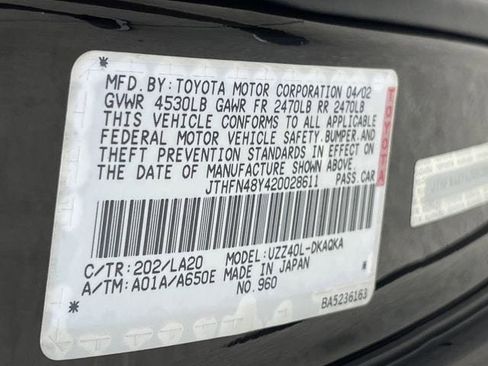 MFD.BY: TOYOTA MOTOR CORPORATION 04/02
GVWR 4530LB GAWR FR 2470LB RR 2470LB
THIS VEHICLE CONFORMS TO ALL APPLICABLE
FEDERAL MOTOR VEHICLE SAFETY,BUMPER,AND
THEFT PREVENTION STANDARDS IN EFFECT ON
THE DATE OF MANUFACTURE SHOWN ABOVE.
JTHFN48Y420028611 PASS.CAR
TOYOTA
C/TR: 202/LA20 MODEL: UZZ40L-DKAQKA
A/TM: A01A/A650E MADE IN JAPAN
NO.960
BA5236163